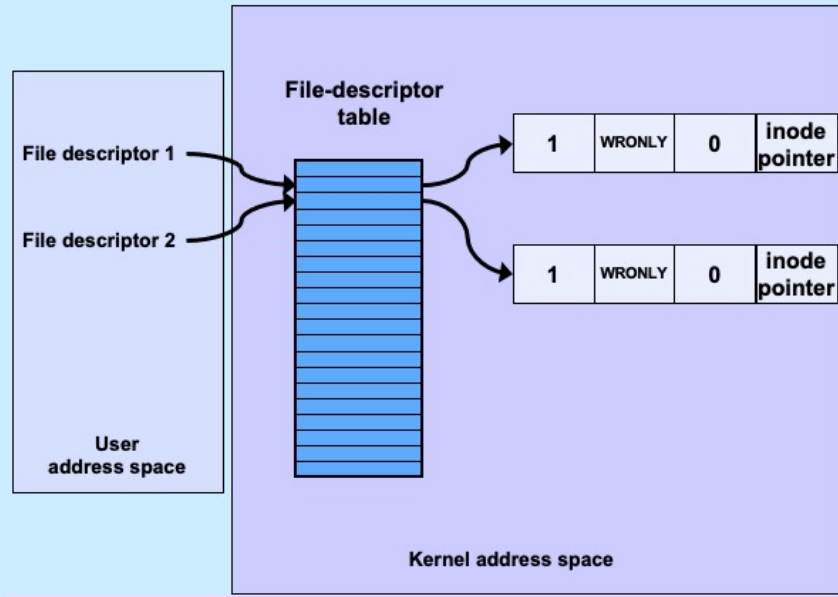 File-descriptor
table
File descriptor 1
1
WRONLY
0
inode
pointer
File descriptor 2
1
WRONLY
0
inode
pointer
User
address space
Kernel address space